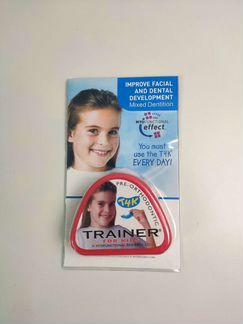 IMPROVE FACIAL
AND DENTAL
DEVELOPMENT
Mixed Dentition
MYOFUNCTIONAL
effect
You must
use the T4K
EVERY DAY!
PRE-ORTHODONTIC
T4K
TRAINER®
FOR KIDS